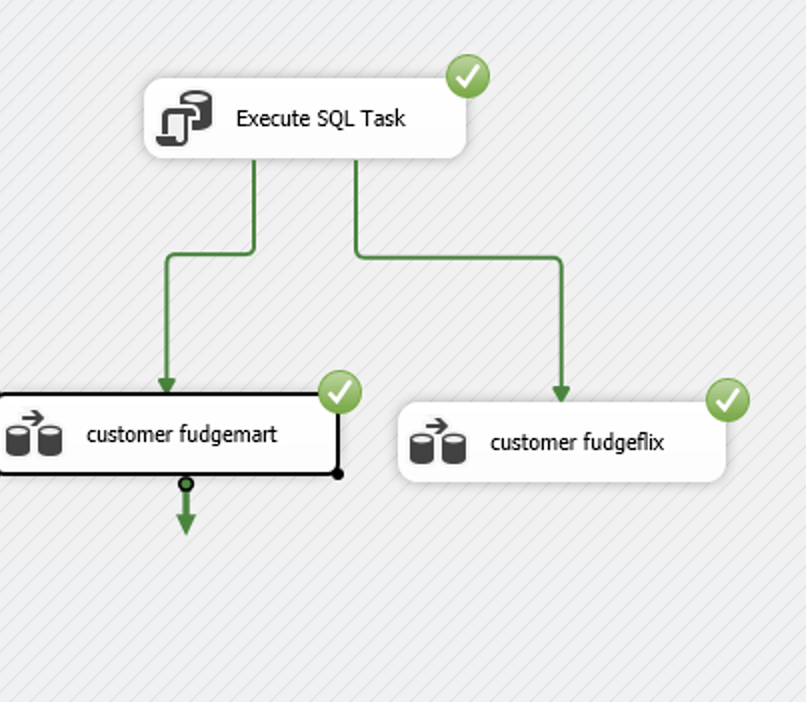 Execute SQL Task
customer fudgemart
customer fudgeflix